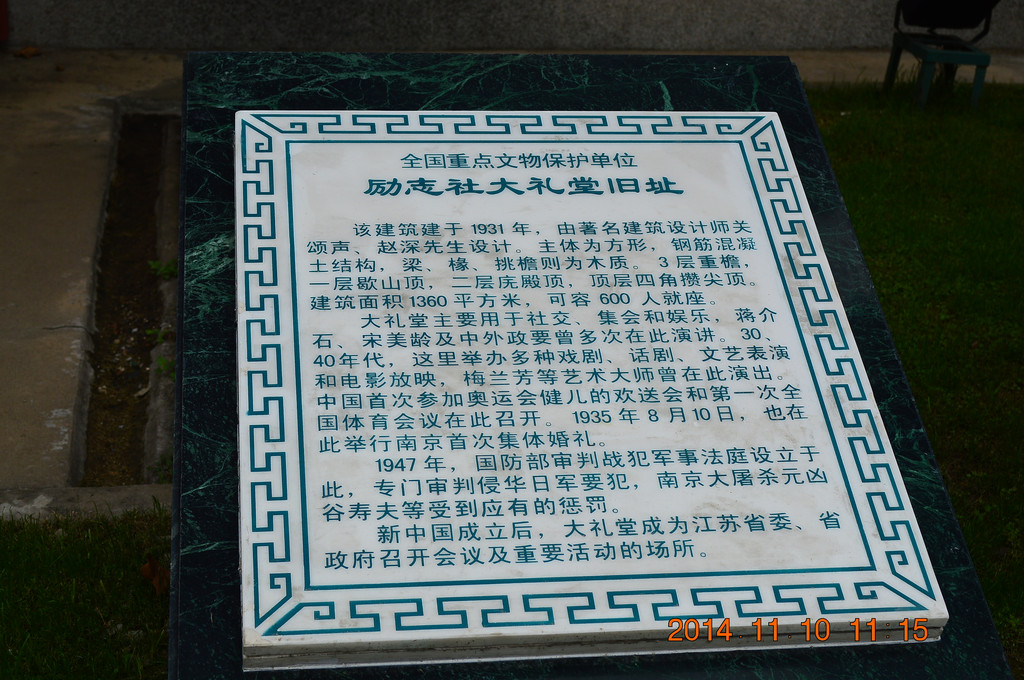 全国重点文物保护单位
励志社大礼堂旧址
该建筑建于 1931 年，由著名建筑设计师关
颂声、赵深先生设计。主体为方形，钢筋混凝
土结构，梁、椽、挑檐则为木质。3 层重檐，
一层歇山顶，二层庑殿顶，顶层四角攒尖顶。
建筑面积 1360 平方米，可容 600 人就座。
大礼堂主要用于社交、集会和娱乐，蒋介
石、宋美龄及中外政要曾多次在此演讲。30、
40年代，这里举办多种戏剧、话剧、文艺表演
和电影放映，梅兰芳等艺术大师曾在此演出。
中国首次参加奥运会健儿的欢送会和第一次全
国体育会议在此召开。1935 年 8 月 10 日，也在
此举行南京首次集体婚礼。
1947 年，国防部审判战犯军事法庭设立于
此，专门审判侵华日军要犯，南京大屠杀元凶
谷寿夫等受到应有的惩罚。
新中国成立后，大礼堂成为江苏省委、省
政府召开会议及重要活动的场所。
2014 11 10 11 15